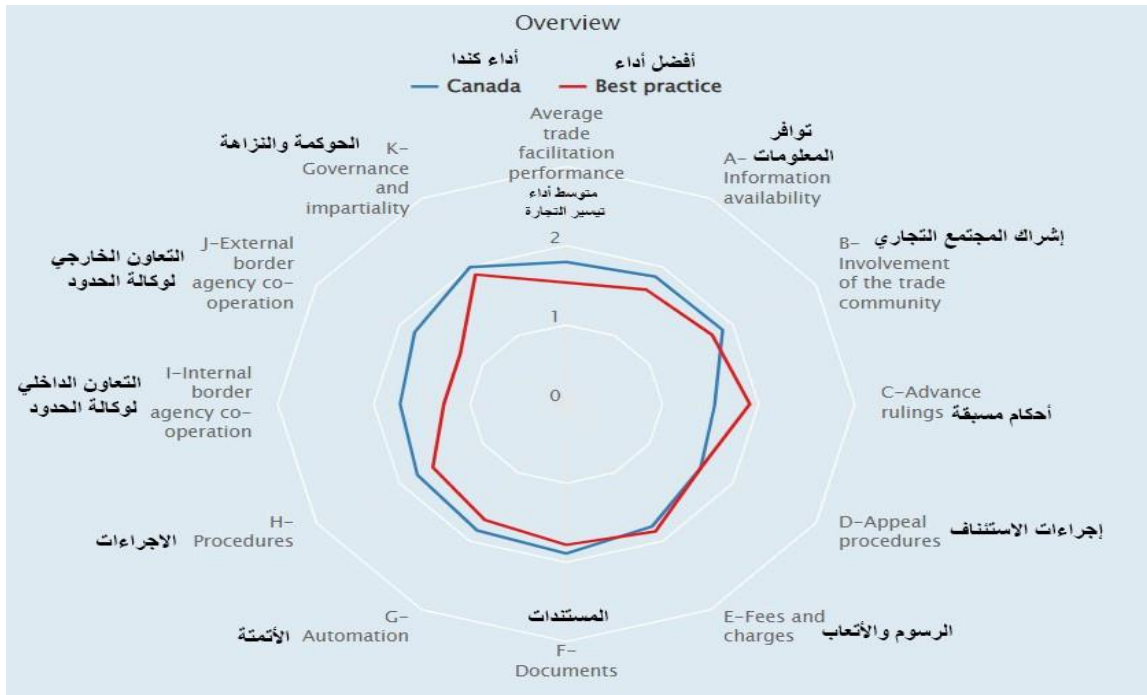 Overview
أداء كندا
أفضل أداء
Canada
Best practice
Average
trade
facilitation
performance
متوسط أداء
تيسير التجارة
توافر
المعلومات
A–
Information
availability
إشراك المجتمع التجاري
B–
Involvement
of the trade
community
C–Advance
rulings
أحكام مسبقة
D–Appeal
procedures
إجراءات الاستئناف
E–Fees and
charges
الرسوم والأتعاب
المستندات
F–
Documents
G–
Automation
الأتمتة
H–
Procedures
الاجراءات
I–Internal
border
agency co-
operation
التعاون الداخلي
لوكالة الحدود
J–External
border
agency co-
operation
التعاون الخارجي
لوكالة الحدود
الحوكمة والنزاهة
K–
Governance
and
impartiality
2
1
0